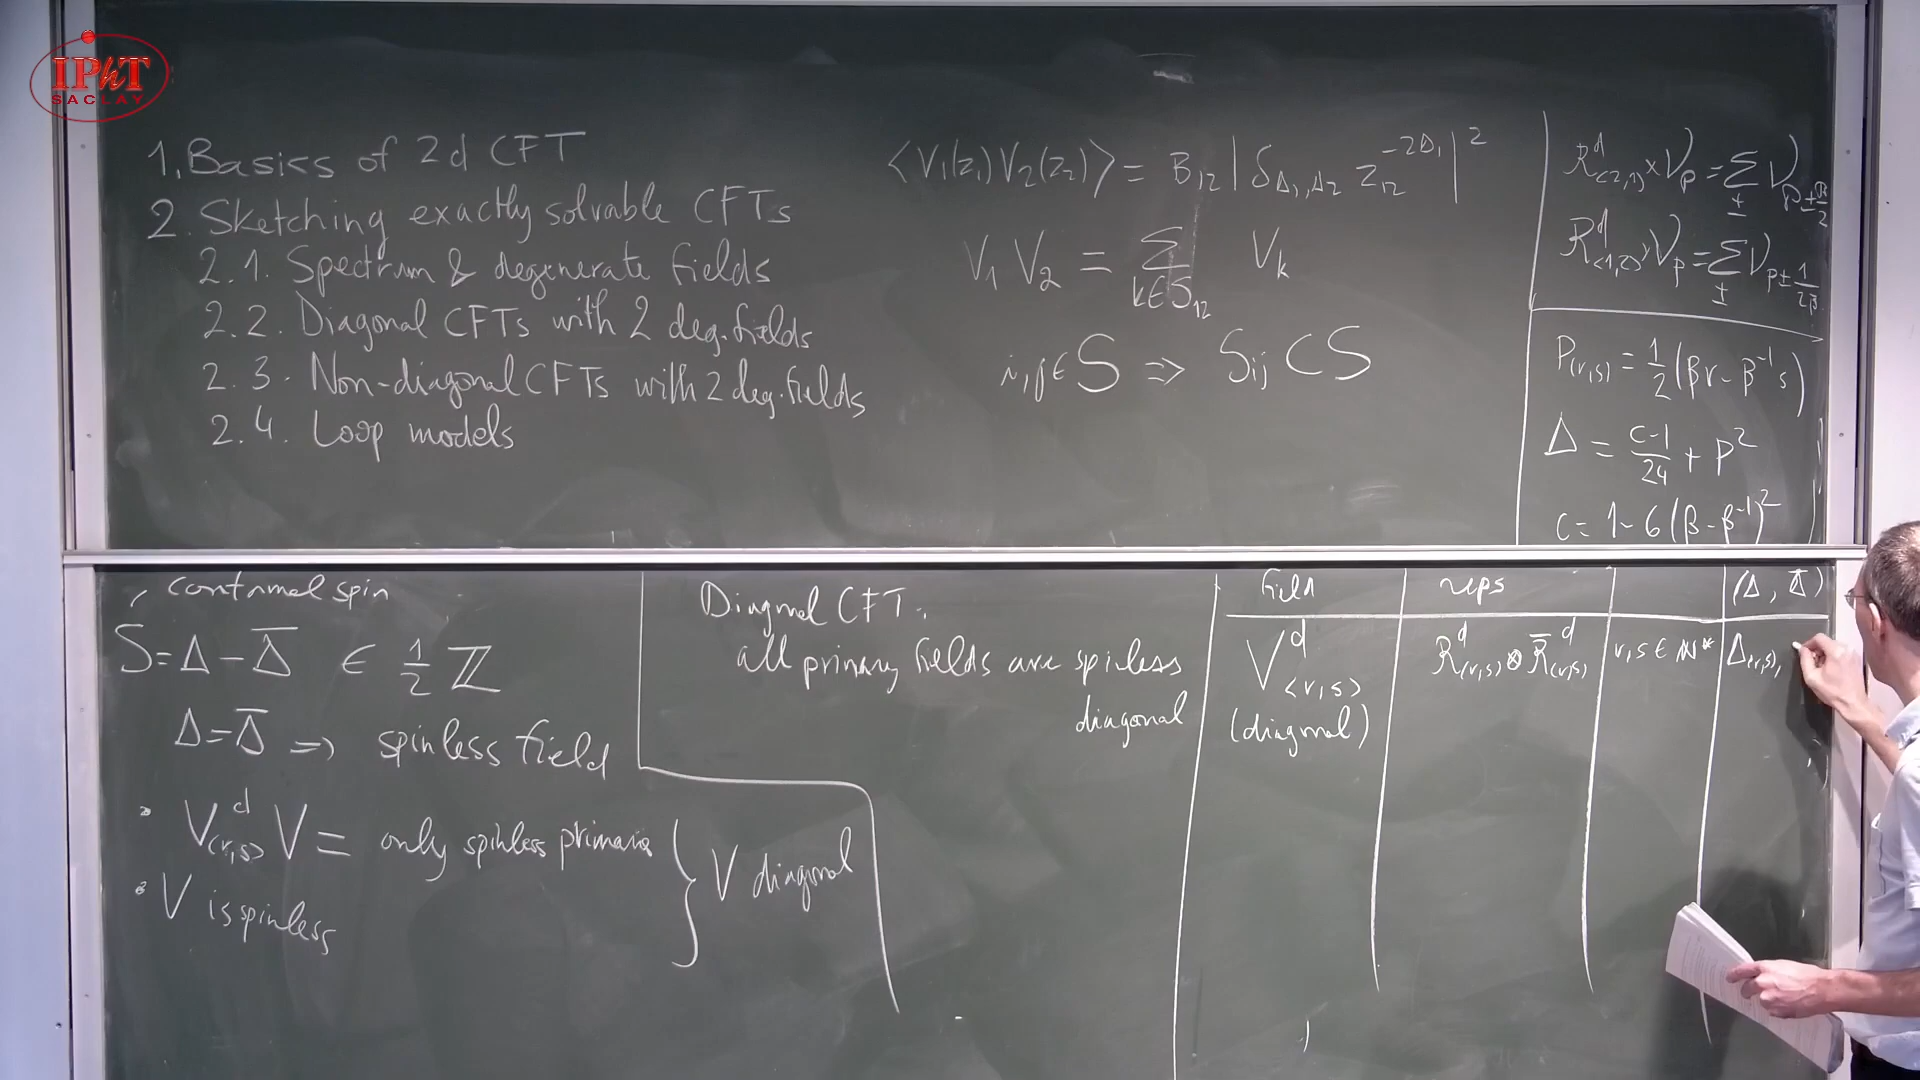 IPhT
SACLAY
1. Basics of 2d CFT
2. Sketching exactly solvable CFTs
2.1. Spectrum & degenerate fields
2.2. Diagonal CFTs with 2 deg. fields
2.3. Non-diagonal CFTs with 2 deg. fields
2.4. Loop models
<V₁(z₁)V₂(z₂)> = B₁₂ |δ_{Δ₁,Δ₂} z₁₂^{-2Δ₁}|²
V₁ V₂ = Σ_{k∈S₁₂} V_k
i,j ∈ S ⇒ S_{ij} ⊂ S
R^d_{<2,1>} × V_P = Σ_± V_{P±β/2}
R^d_{<1,2>} × V_P = Σ_± V_{P±1/2β}
P_{(r,s)} = 1/2 (βr - β⁻¹s)
Δ = (c-1)/24 + P²
c = 1 - 6(β - β⁻¹)²
conformal spin
S = Δ - Δ̄ ∈ 1/2 ℤ
Δ = Δ̄ ⇒ spinless field
V^d_{<r,s>} V = only spinless primaries
V is spinless
} V diagonal
Diagonal CFT:
all primary fields are spinless
diagonal
field | reps | | (Δ, Δ̄)
V^d_{<r,s>} | R^d_{<r,s>} ⊗ R̄^d_{<r,s>} | r,s ∈ ℕ* | Δ_{(r,s)},
(diagonal)